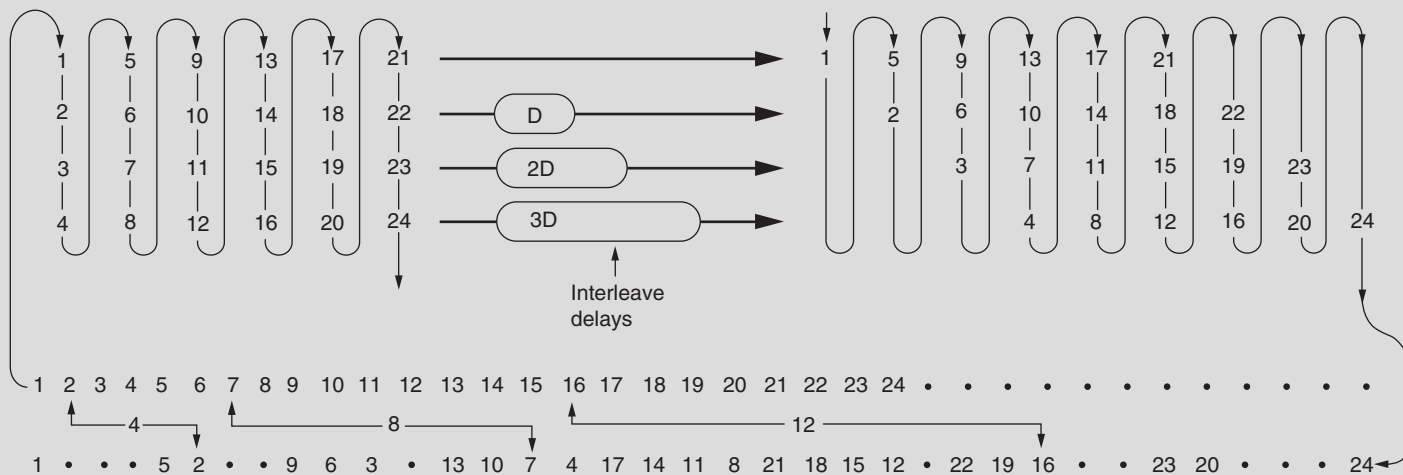 1 5 9 13 17 21 1 5 9 13 17 21
2 6 10 14 18 22 D 2 6 10 14 18 22
3 7 11 15 19 23 2D 3 7 11 15 19 23
4 8 12 16 20 24 3D 4 8 12 16 20 24
Interleave
delays
1 2 3 4 5 6 7 8 9 10 11 12 13 14 15 16 17 18 19 20 21 22 23 24 • • • • • • • • • • • •
4 8 12
1 • • • 5 2 • • 9 6 3 • 13 10 7 4 17 14 11 8 21 18 15 12 • 22 19 16 • • 23 20 • • • 24